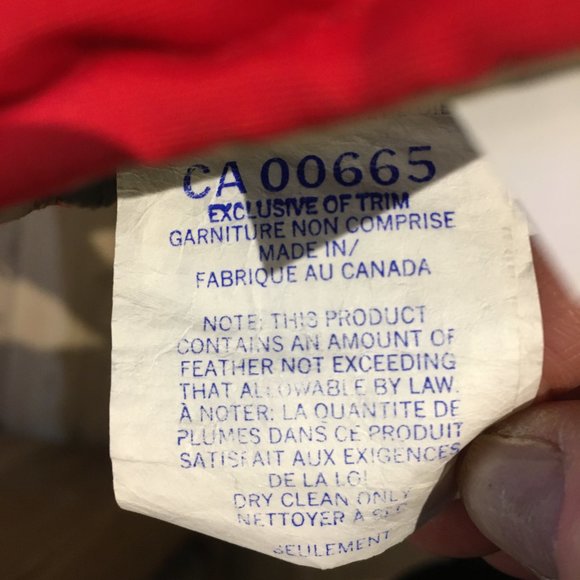 CA 00665
EXCLUSIVE OF TRIM
GARNITURE NON COMPRISE
MADE IN/
FABRIQUE AU CANADA
NOTE: THIS PRODUCT
CONTAINS AN AMOUNT OF
FEATHER NOT EXCEEDING
THAT ALLOWABLE BY LAW.
À NOTER: LA QUANTITE DE
PLUMES DANS CE PRODUIT
SATISFAIT AUX EXIGENCES
DE LA LOI
DRY CLEAN ONLY
NETTOYER À SEC
SEULEMENT